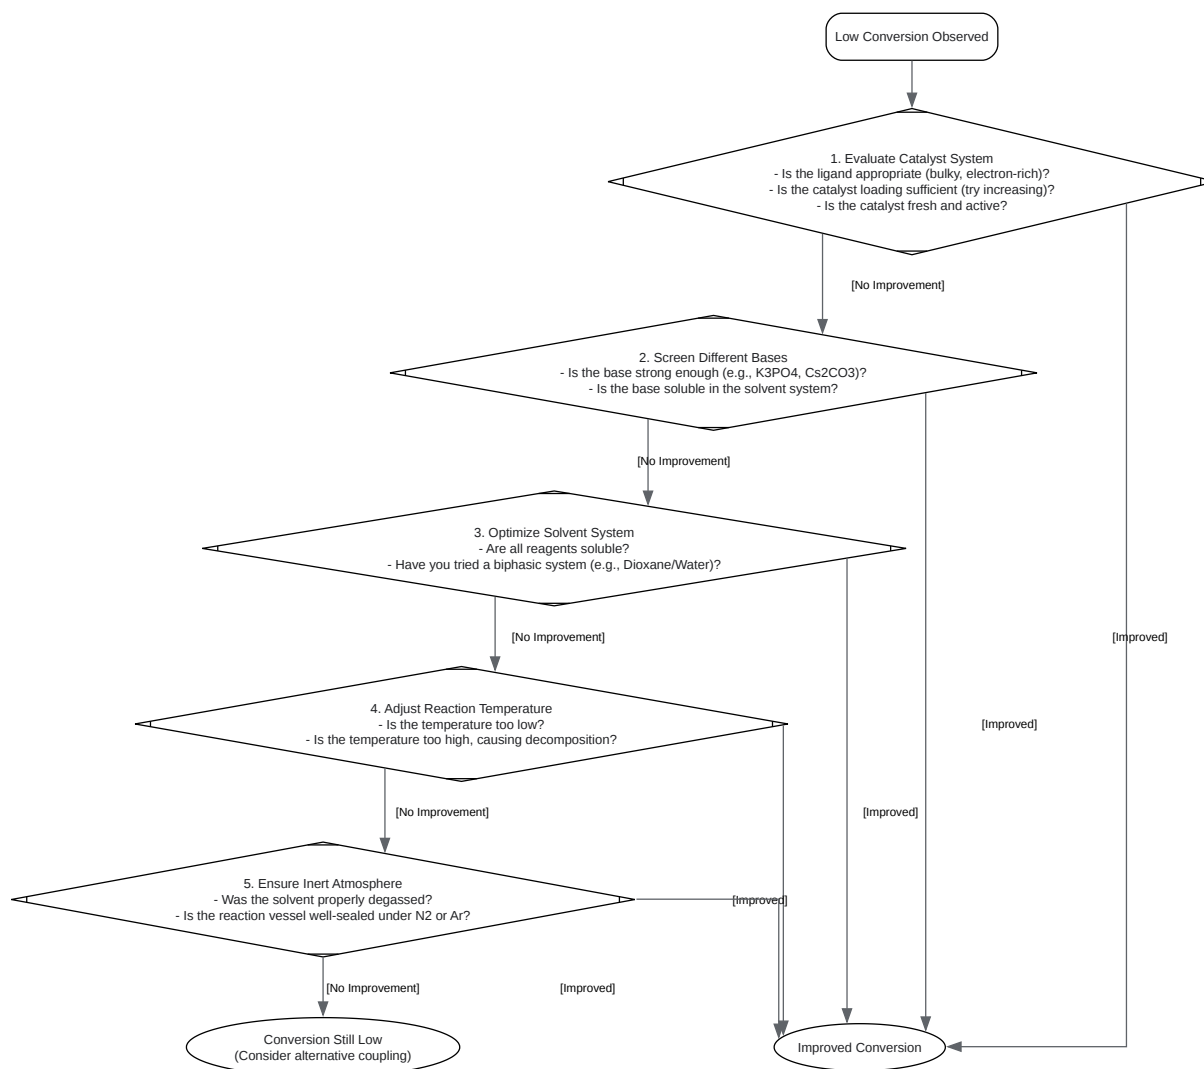 Low Conversion Observed
1. Evaluate Catalyst System
- Is the ligand appropriate (bulky, electron-rich)?
- Is the catalyst loading sufficient (try increasing)?
- Is the catalyst fresh and active?
[No Improvement]
2. Screen Different Bases
- Is the base strong enough (e.g., K3PO4, Cs2CO3)?
- Is the base soluble in the solvent system?
[No Improvement]
3. Optimize Solvent System
- Are all reagents soluble?
- Have you tried a biphasic system (e.g., Dioxane/Water)?
[No Improvement]
[Improved]
4. Adjust Reaction Temperature
- Is the temperature too low?
- Is the temperature too high, causing decomposition?
[Improved]
[No Improvement]
[Improved]
5. Ensure Inert Atmosphere
- Was the solvent properly degassed?
- Is the reaction vessel well-sealed under N2 or Ar?
[Improved]
[No Improvement]
[Improved]
Conversion Still Low
(Consider alternative coupling)
Improved Conversion